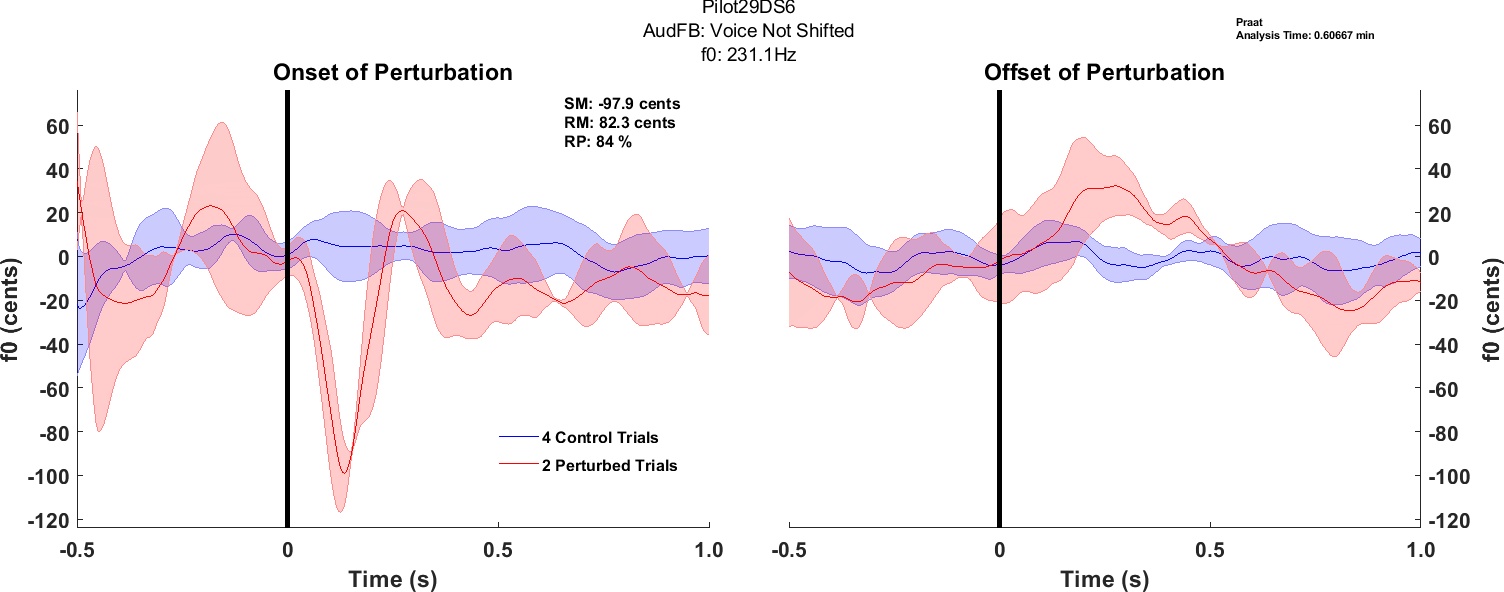 Pilot29DS6
AudFB: Voice Not Shifted
f0: 231.1Hz
Praat
Analysis Time: 0.60667 min
Onset of Perturbation
SM: -97.9 cents
RM: 82.3 cents
RP: 84 %
60
40
20
0
-20
-40
-60
-80
-100
-120
f0 (cents)
4 Control Trials
2 Perturbed Trials
-0.5
0
0.5
1.0
Time (s)
Offset of Perturbation
60
40
20
0
-20
-40
-60
-80
-100
-120
f0 (cents)
-0.5
0
0.5
1.0
Time (s)